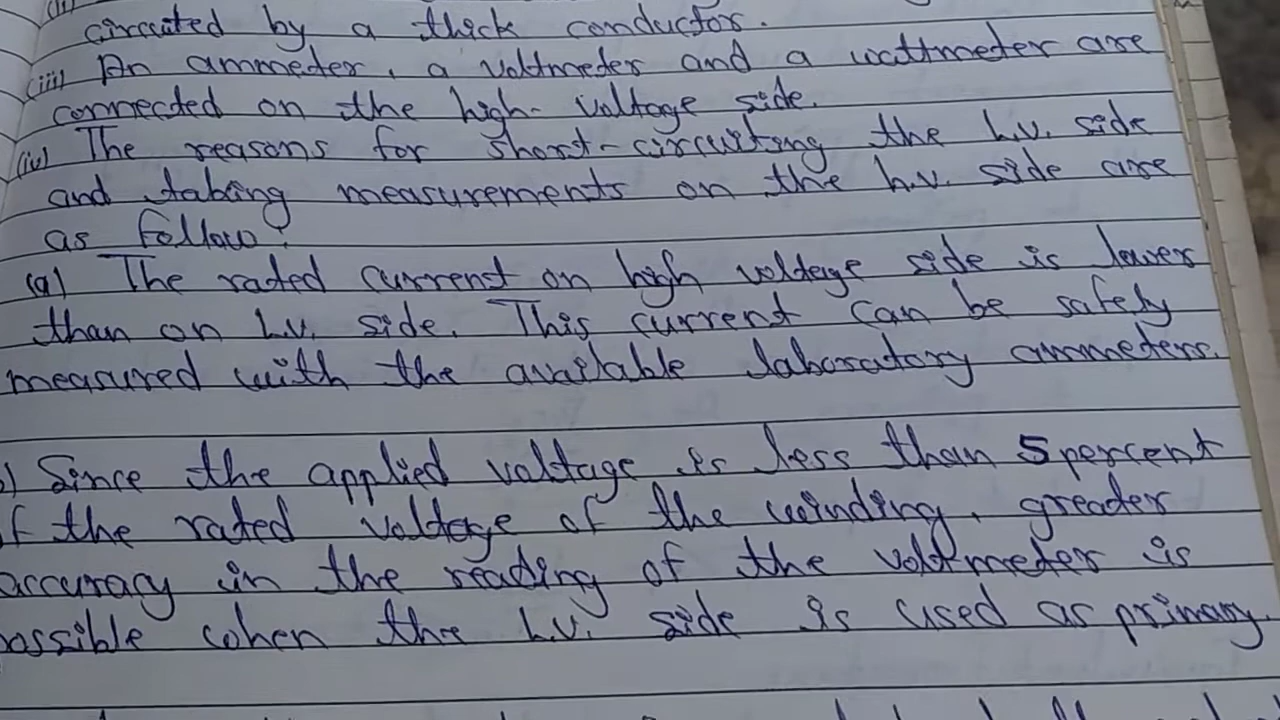 (ii)
circuited by a thick conductor.
(iii) An ammeter, a voltmeter and a wattmeter are
connected on the high-voltage side.
(iv) The reasons for short-circuiting the L.v. side
and taking measurements on the h.v. side are
as follow:
(a) The rated current on high voltage side is lower
than on L.v. side. This current can be safely
measured with the available laboratory ammeters.
) Since the applied voltage is less than 5 percent
f the rated voltage of the winding, greater
accuracy in the reading of the voltmeter is
ossible when the h.v. side is used as primary.